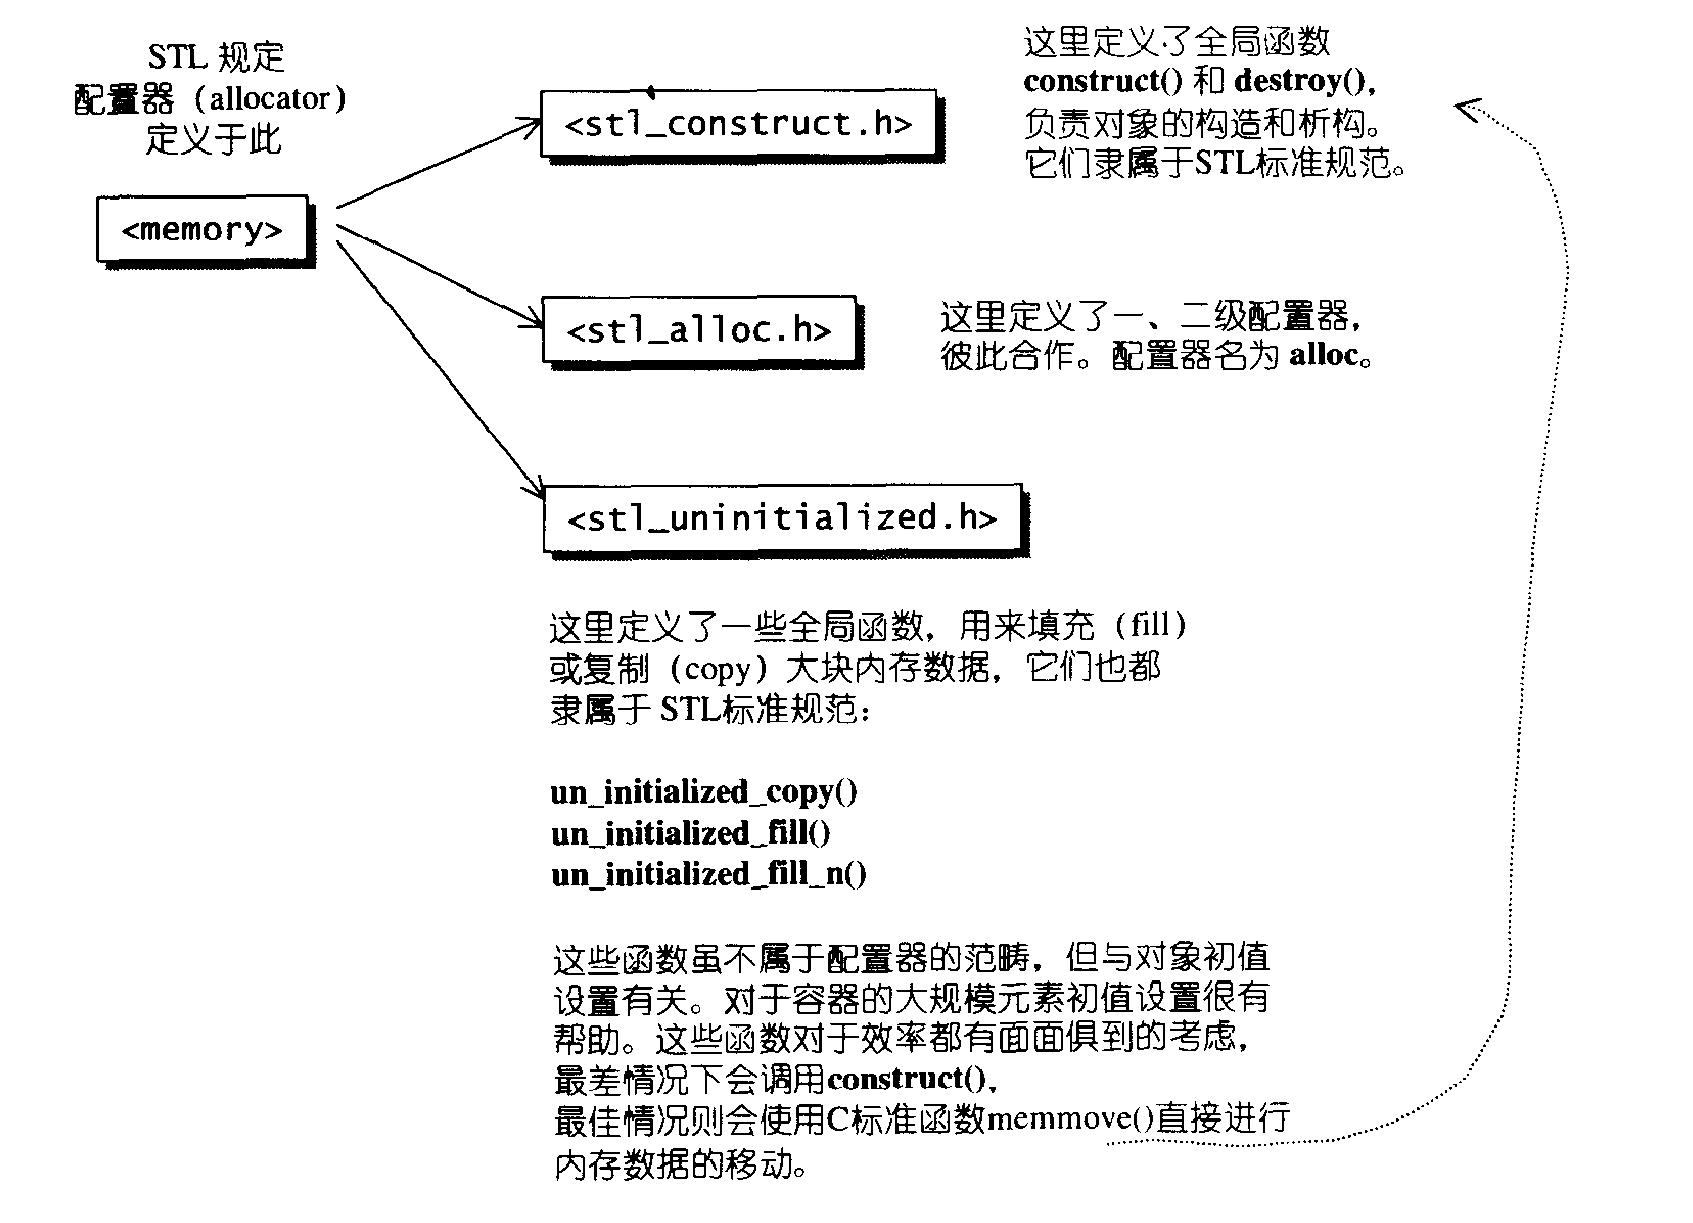 STL 规定
配置器（allocator）
定义于此
<memory>
<stl_construct.h>
这里定义了全局函数
construct() 和 destroy(),
负责对象的构造和析构。
它们隶属于STL标准规范。
<stl_alloc.h>
这里定义了一、二级配置器，
彼此合作。配置器名为 alloc。
<stl_uninitialized.h>
这里定义了一些全局函数，用来填充（fill）
或复制（copy）大块内存数据，它们也都
隶属于 STL标准规范：
un_initialized_copy()
un_initialized_fill()
un_initialized_fill_n()
这些函数虽不属于配置器的范畴，但与对象初值
设置有关。对于容器的大规模元素初值设置很有
帮助。这些函数对于效率都有面面俱到的考虑，
最差情况下会调用construct(),
最佳情况则会使用C标准函数memmove()直接进行
内存数据的移动。